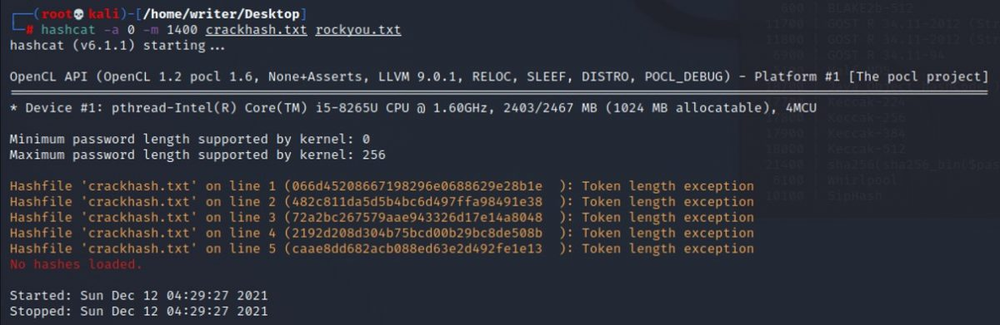 ┌──(root💀kali)-[/home/writer/Desktop]
└─# hashcat -a 0 -m 1400 crackhash.txt rockyou.txt
hashcat (v6.1.1) starting...
OpenCL API (OpenCL 1.2 pocl 1.6, None+Asserts, LLVM 9.0.1, RELOC, SLEEF, DISTRO, POCL_DEBUG) - Platform #1 [The pocl project]
* Device #1: pthread-Intel(R) Core(TM) i5-8265U CPU @ 1.60GHz, 2403/2467 MB (1024 MB allocatable), 4MCU
Minimum password length supported by kernel: 0
Maximum password length supported by kernel: 256
Hashfile 'crackhash.txt' on line 1 (066d45208667198296e0688629e28b1e  ): Token length exception
Hashfile 'crackhash.txt' on line 2 (482c811da5d5b4bc6d497ffa98491e38  ): Token length exception
Hashfile 'crackhash.txt' on line 3 (72a2bc267579aae943326d17e14a8048  ): Token length exception
Hashfile 'crackhash.txt' on line 4 (2192d208d304b75bcd00b29bc8de508b  ): Token length exception
Hashfile 'crackhash.txt' on line 5 (caae8dd682acb088ed63e2d492fe1e13  ): Token length exception
No hashes loaded.
Started: Sun Dec 12 04:29:27 2021
Stopped: Sun Dec 12 04:29:27 2021
600 | BLAKE2b-512
11700 | GOST R 34.11-2012 (Str
11800 | GOST R 34.11-2012 (Str
6900 | GOST R 34.11-94
Keccak-224
17800 | Keccak-256
17900 | Keccak-384
18000 | Keccak-512
21400 | sha256(sha256_bin($pas
6100 | Whirlpool
10100 | SipHash